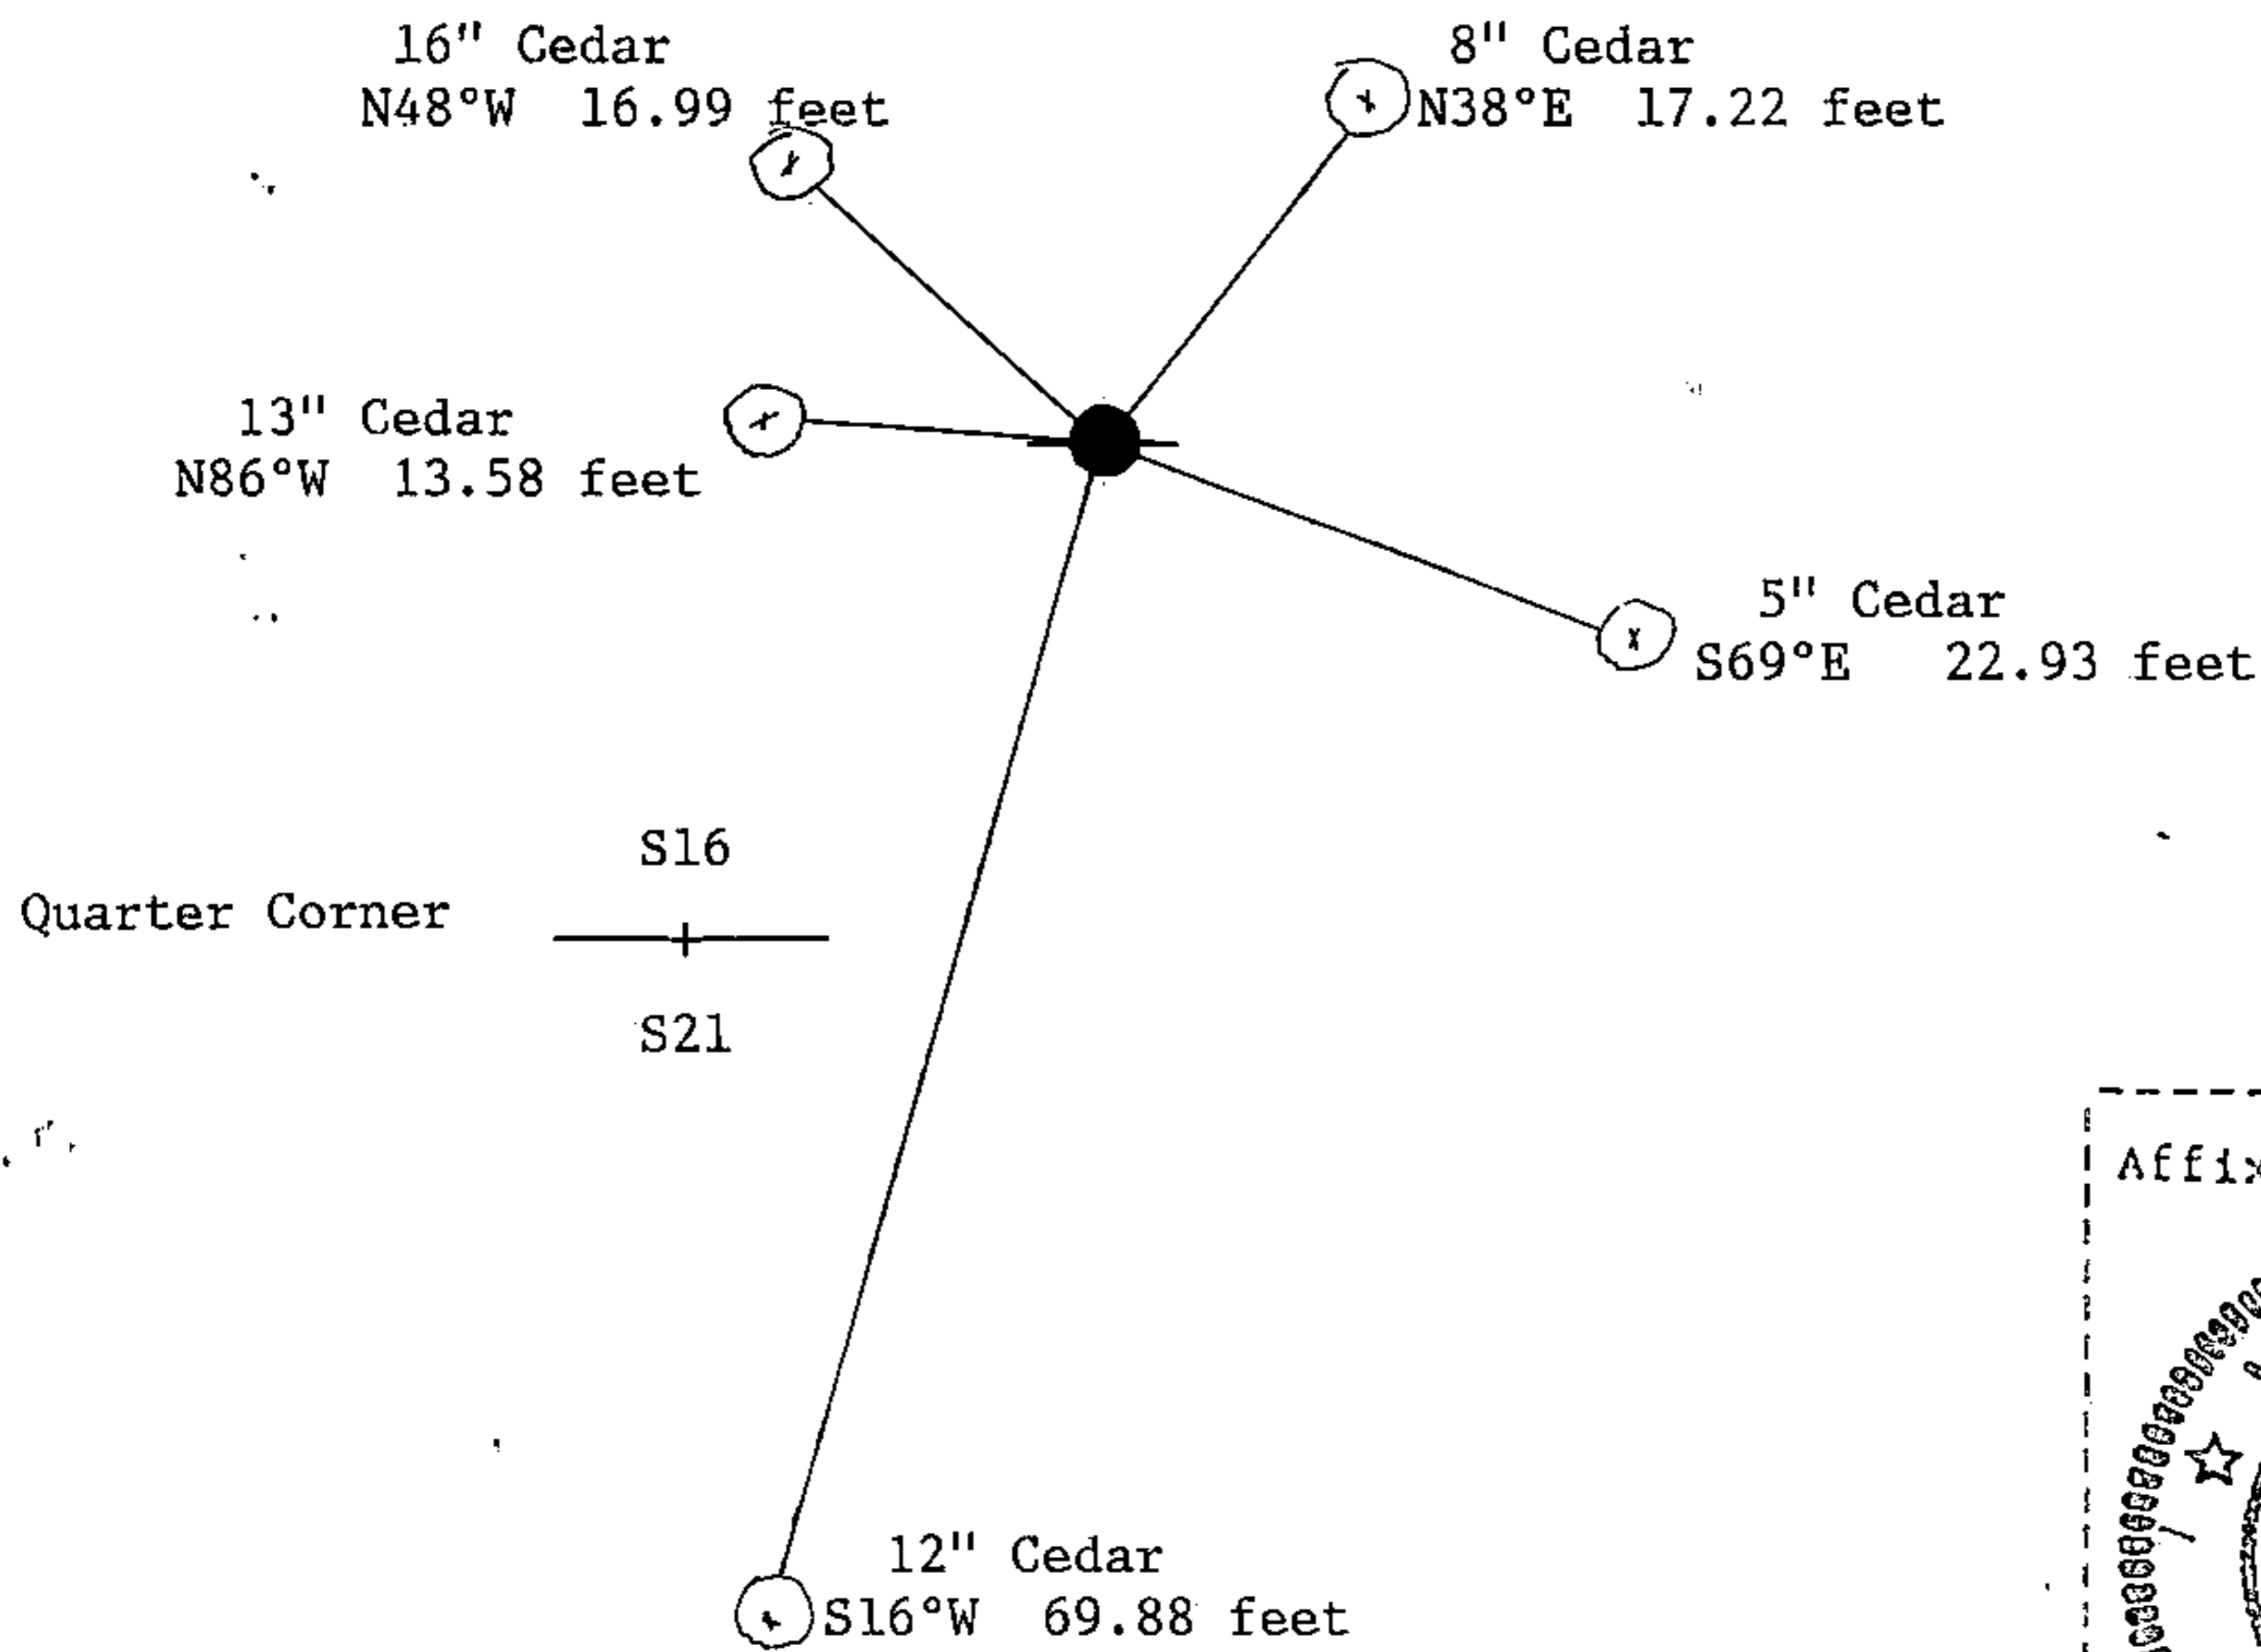 16" Cedar
N48°W 16.99 feet
8" Cedar
N38°E 17.22 feet
13" Cedar
N86°W 13.58 feet
5" Cedar
S69°E 22.93 feet
S16
Quarter Corner
S21
12" Cedar
S16°W 69.88 feet